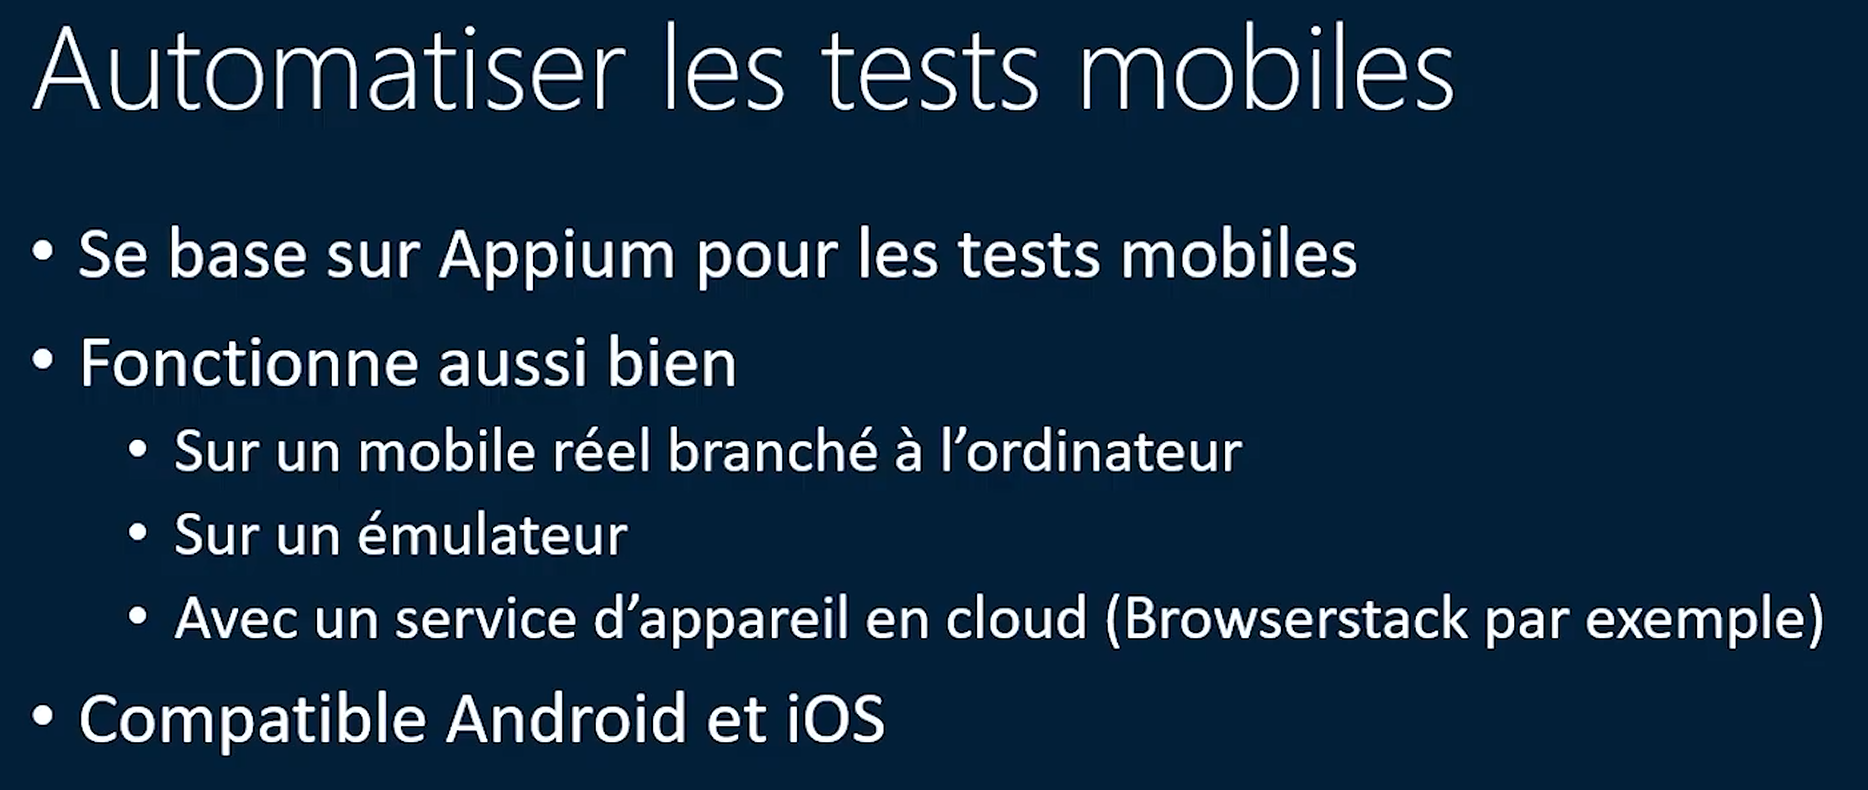 Automatiser les tests mobiles
• Se base sur Appium pour les tests mobiles
• Fonctionne aussi bien
• Sur un mobile réel branché à l’ordinateur
• Sur un émulateur
• Avec un service d’appareil en cloud (Browserstack par exemple)
• Compatible Android et iOS